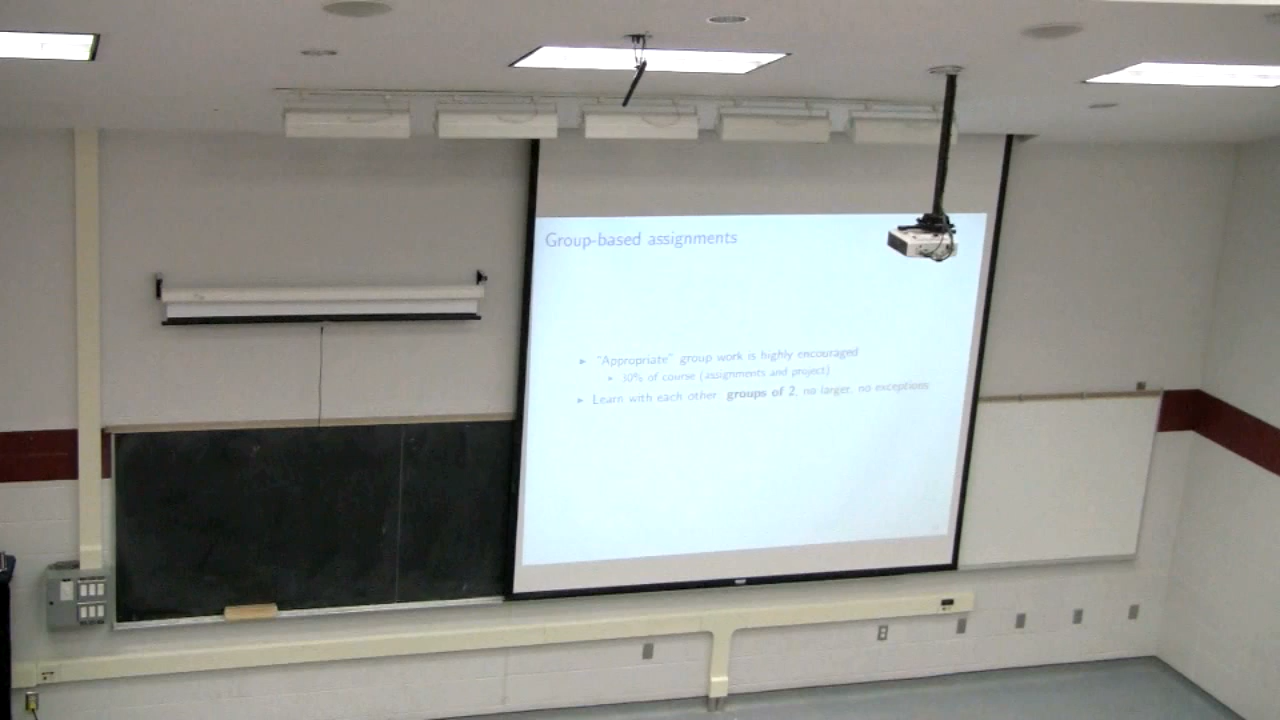 Group-based assignments
"Appropriate" group work is highly encouraged
of course (assignments and project)
Learn with each other groups of 2, no larger, no exceptions